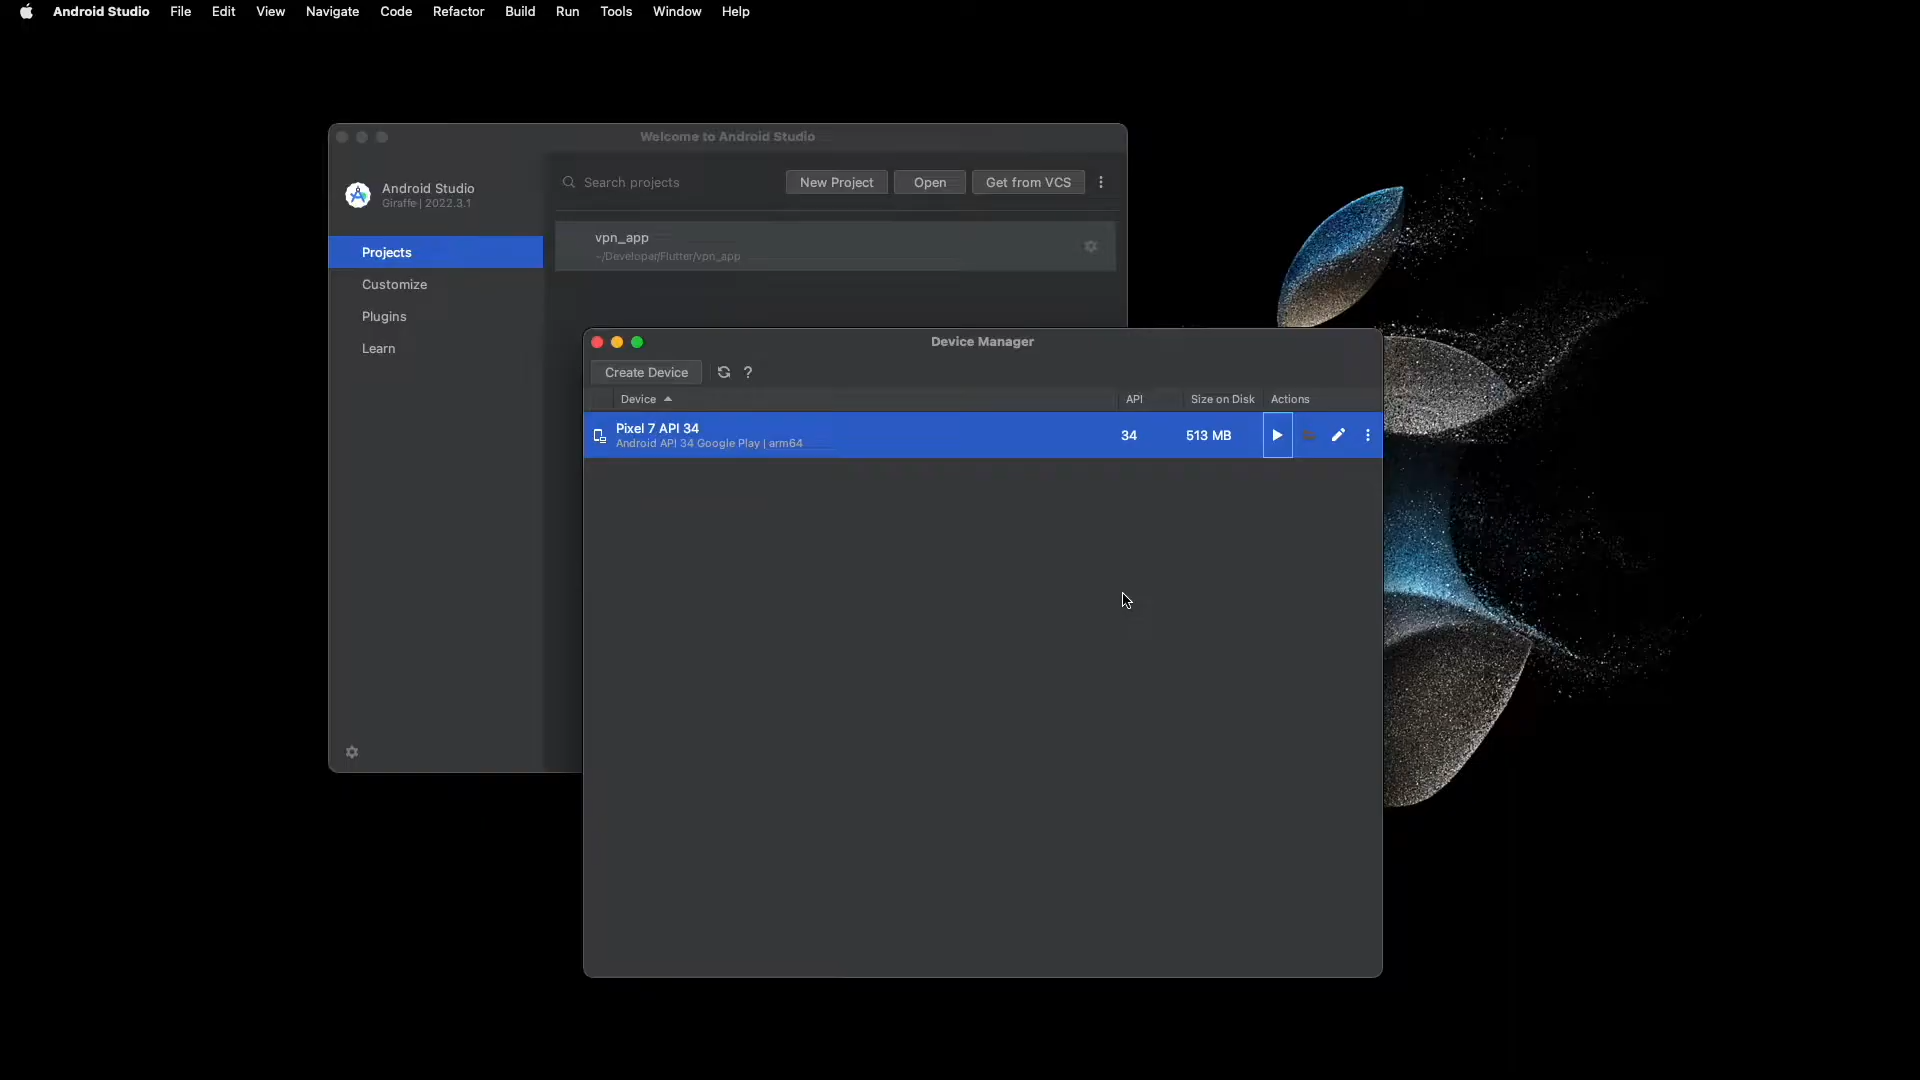 Android Studio File Edit View Navigate Code Refactor Build Run Tools Window Help
Welcome to Android Studio
Android Studio
Giraffe | 2022.3.1
Search projects
New Project
Open
Get from VCS
Projects
Customize
Plugins
Learn
vpn_app
~/Developer/Flutter/vpn_app
Device Manager
Create Device
?
Device API Size on Disk Actions
Pixel 7 API 34
Android API 34 Google Play | arm64
34
513 MB